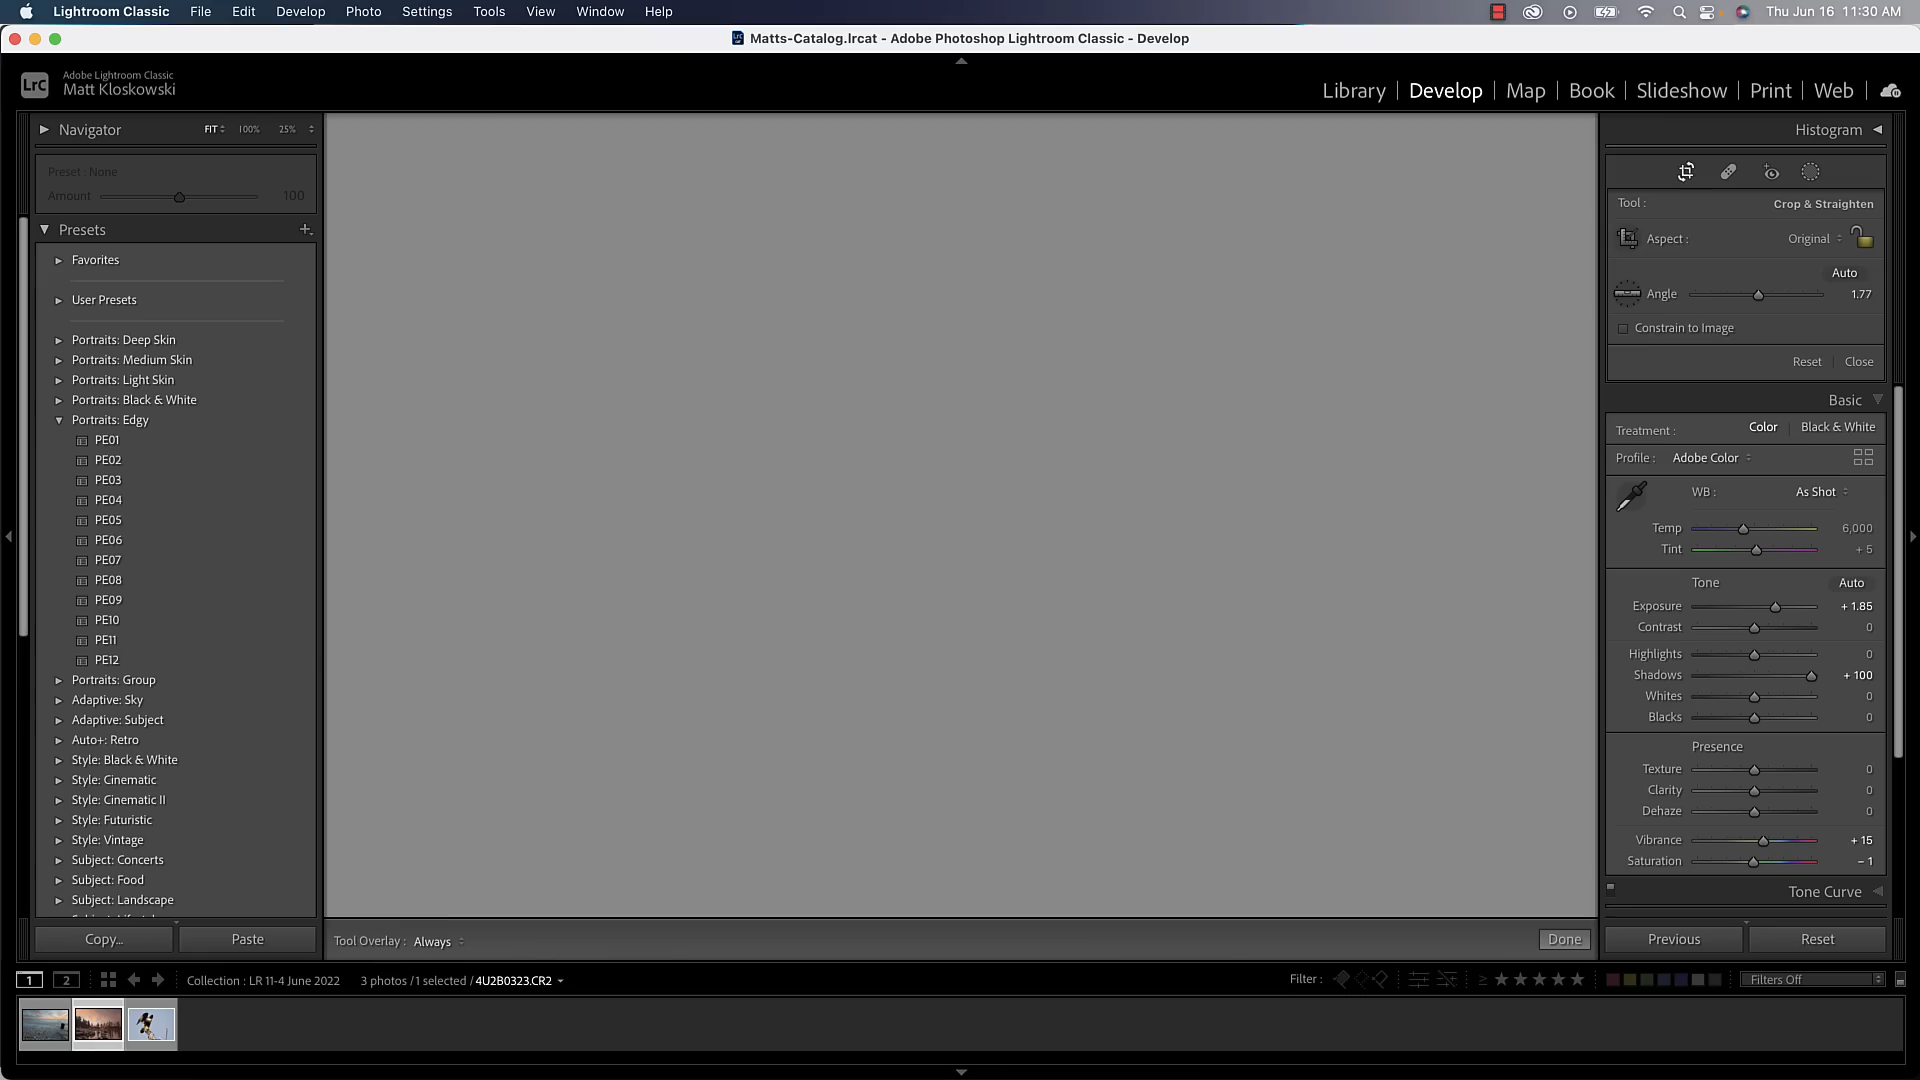 Lightroom Classic File Edit Develop Photo Settings Tools View Window Help Thu Jun 16 11:30 AM
Matts-Catalog.lrcat - Adobe Photoshop Lightroom Classic - Develop
LrC
Adobe Lightroom Classic
Matt Kloskowski
Library Develop Map Book Slideshow Print Web
Navigator FIT 100% 25%
Preset : None
Amount 100
Presets
Favorites
User Presets
Portraits: Deep Skin
Portraits: Medium Skin
Portraits: Light Skin
Portraits: Black & White
Portraits: Edgy
PE01
PE02
PE03
PE04
PE05
PE06
PE07
PE08
PE09
PE10
PE11
PE12
Portraits: Group
Adaptive: Sky
Adaptive: Subject
Auto+: Retro
Style: Black & White
Style: Cinematic
Style: Cinematic II
Style: Futuristic
Style: Vintage
Subject: Concerts
Subject: Food
Subject: Landscape
Copy... Paste
Tool Overlay : Always
Done
Histogram
Tool : Crop & Straighten
Aspect : Original
Auto
Angle 1.77
Constrain to Image
Reset Close
Basic
Treatment : Color Black & White
Profile : Adobe Color
WB : As Shot
Temp 6,000
Tint + 5
Tone Auto
Exposure + 1.85
Contrast 0
Highlights 0
Shadows + 100
Whites 0
Blacks 0
Presence
Texture 0
Clarity 0
Dehaze 0
Vibrance + 15
Saturation – 1
Tone Curve
Previous Reset
1 2 Collection : LR 11-4 June 2022 3 photos / 1 selected / 4U2B0323.CR2 Filter : ≥ Filters Off